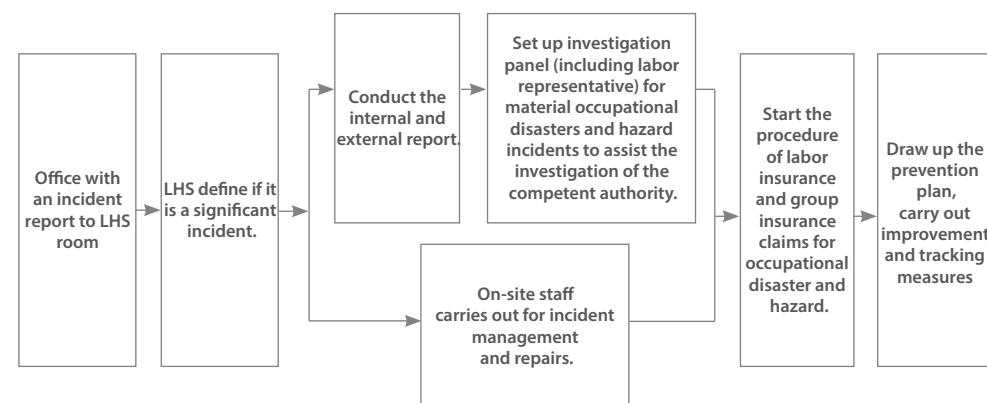 Office with
an incident
report to LHS
room
LHS define if it
is a significant
incident.
Conduct the
internal and
external report.
Set up investigation
panel (including labor
representative) for
material occupational
disasters and hazard
incidents to assist the
investigation of the
competent authority.
On-site staff
carries out for incident
management
and repairs.
Start the
procedure
of labor
insurance
and group
insurance
claims for
occupational
disaster and
hazard.
Draw up the
prevention
plan,
carry out
improvement
and tracking
measures